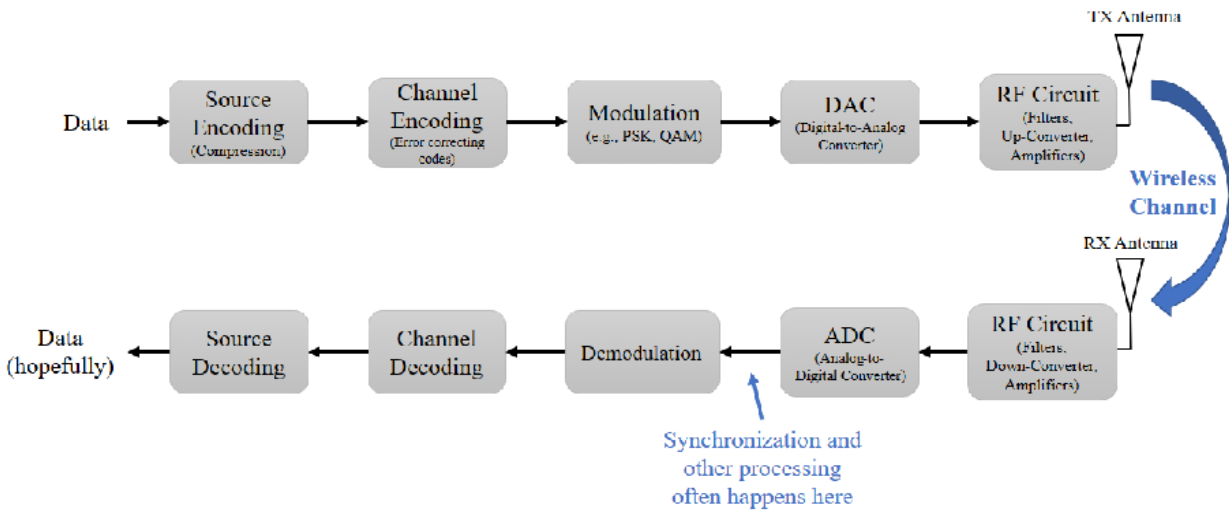 TX Antenna
Data
Source
Encoding
(Compression)
Channel
Encoding
(Error correcting
codes)
Modulation
(e.g., PSK, QAM)
DAC
(Digital-to-Analog
Converter)
RF Circuit
(Filters,
Up-Converter,
Amplifiers)
Wireless
Channel
RX Antenna
Data
(hopefully)
Source
Decoding
Channel
Decoding
Demodulation
ADC
(Analog-to-
Digital Converter)
RF Circuit
(Filters,
Down-Converter,
Amplifiers)
Synchronization and
other processing
often happens here